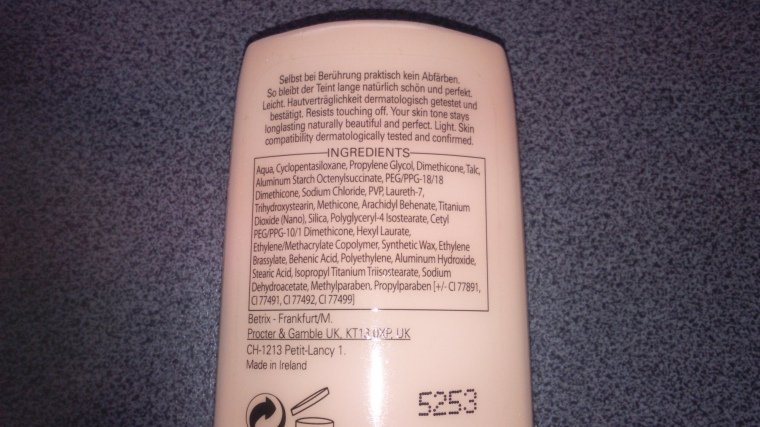 Selbst bei Berührung praktisch kein Abfärben.
So bleibt der Teint lange natürlich schön und perfekt.
Leicht. Hautverträglichkeit dermatologisch getestet und
bestätigt. Resists touching off. Your skin tone stays
longlasting naturally beautiful and perfect. Light. Skin
compatibility dermatologically tested and confirmed.
INGREDIENTS
Aqua, Cyclopentasiloxane, Propylene Glycol, Dimethicone, Talc,
Aluminum Starch Octenylsuccinate, PEG/PPG-18/18
Dimethicone, Sodium Chloride, PVP, Laureth-7,
Trihydroxystearin, Methicone, Arachidyl Behenate, Titanium
Dioxide (Nano), Silica, Polyglyceryl-4 Isostearate, Cetyl
PEG/PPG-10/1 Dimethicone, Hexyl Laurate,
Ethylene/Methacrylate Copolymer, Synthetic Wax, Ethylene
Brassylate, Behenic Acid, Polyethylene, Aluminum Hydroxide,
Stearic Acid, Isopropyl Titanium Triisostearate, Sodium
Dehydroacetate, Methylparaben, Propylparaben [+/- CI 77891,
CI 77491, CI 77492, CI 77499]
Betrix - Frankfurt/M.
Procter & Gamble UK, KT13 0XP, UK
CH-1213 Petit-Lancy 1.
Made in Ireland
5253